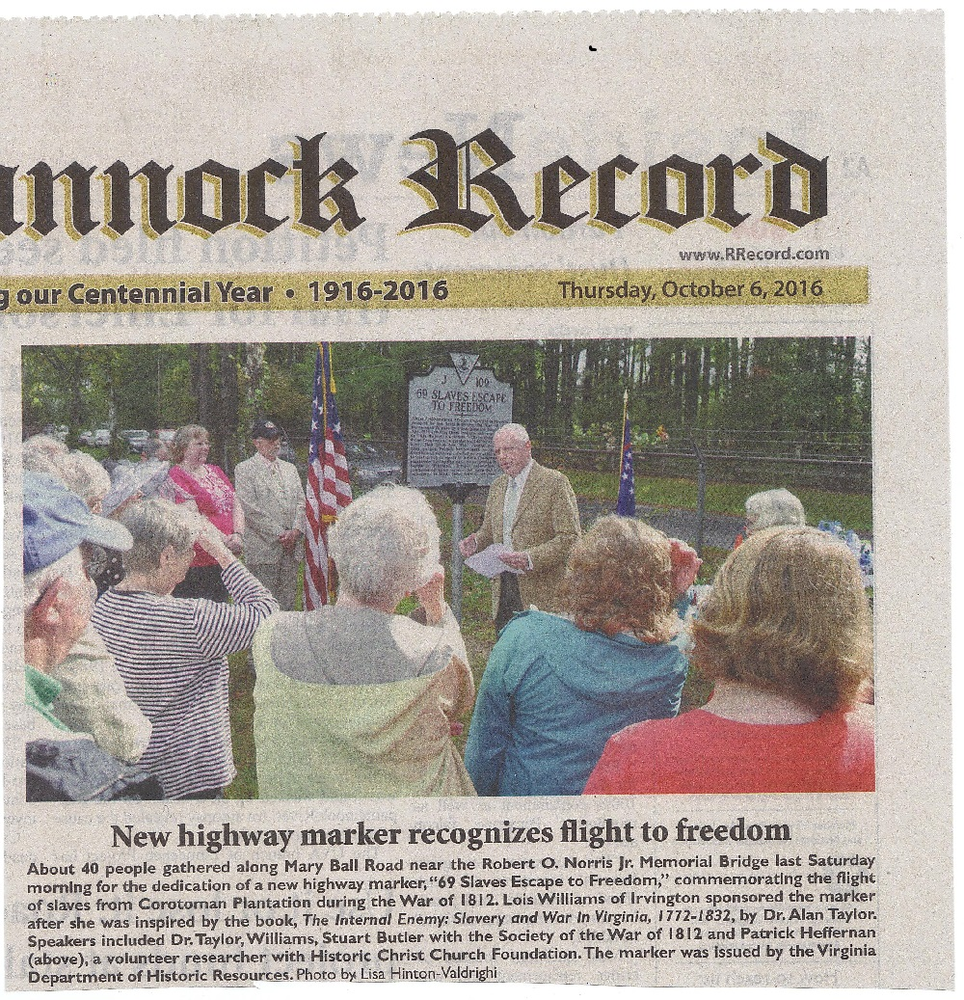 nnock Record
www.RRecord.com
g our Centennial Year • 1916-2016
Thursday, October 6, 2016
J 109
69 SLAVES ESCAPE
TO FREEDOM
New highway marker recognizes flight to freedom
About 40 people gathered along Mary Ball Road near the Robert O. Norris Jr. Memorial Bridge last Saturday
morning for the dedication of a new highway marker, “69 Slaves Escape to Freedom,” commemorating the flight
of slaves from Corotoman Plantation during the War of 1812. Lois Williams of Irvington sponsored the marker
after she was inspired by the book, The Internal Enemy: Slavery and War in Virginia, 1772-1832, by Dr. Alan Taylor.
Speakers included Dr. Taylor, Williams, Stuart Butler with the Society of the War of 1812 and Patrick Heffernan
(above), a volunteer researcher with Historic Christ Church Foundation. The marker was issued by the Virginia
Department of Historic Resources. Photo by Lisa Hinton-Valdrighi